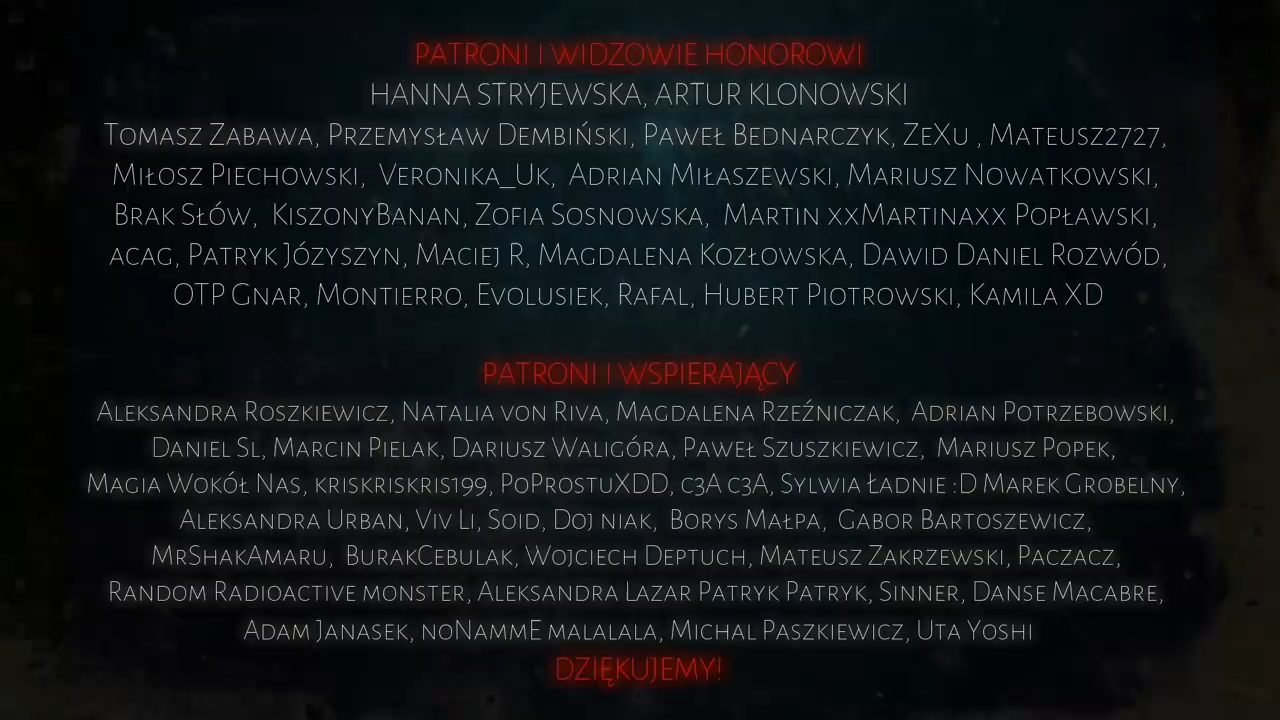 PATRONI I WIDZOWIE HONOROWI
HANNA STRYJEWSKA, ARTUR KLONOWSKI
Tomasz Zabawa, Przemysław Dembiński, Paweł Bednarczyk, ZeXu , Mateusz2727,
Miłosz Piechowski, Veronika_Uk, Adrian Miłaszewski, Mariusz Nowatkowski,
Brak Słów, KiszonyBanan, Zofia Sosnowska, Martin xxMartinaxx Popławski,
acag, Patryk Józyszyn, Maciej R, Magdalena Kozłowska, Dawid Daniel Rozwód,
OTP Gnar, Montierro, Evolusiek, Rafal, Hubert Piotrowski, Kamila XD
PATRONI I WSPIERAJĄCY
Aleksandra Roszkiewicz, Natalia von Riva, Magdalena Rzeźniczak, Adrian Potrzebowski,
Daniel Sl, Marcin Pielak, Dariusz Waligóra, Paweł Szuszkiewicz, Mariusz Popek,
Magia Wokół Nas, kriskriskris199, PoProstuXDD, c3A c3A, Sylwia Ładnie :D Marek Grobelny,
Aleksandra Urban, Viv Li, Soid, Doj niak, Borys Małpa, Gabor Bartoszewicz,
MrShakAmaru, BurakCebulak, Wojciech Deptuch, Mateusz Zakrzewski, Paczacz,
Random Radioactive monster, Aleksandra Lazar Patryk Patryk, Sinner, Danse Macabre,
Adam Janasek, noNammE malalala, Michal Paszkiewicz, Uta Yoshi
DZIĘKUJEMY!